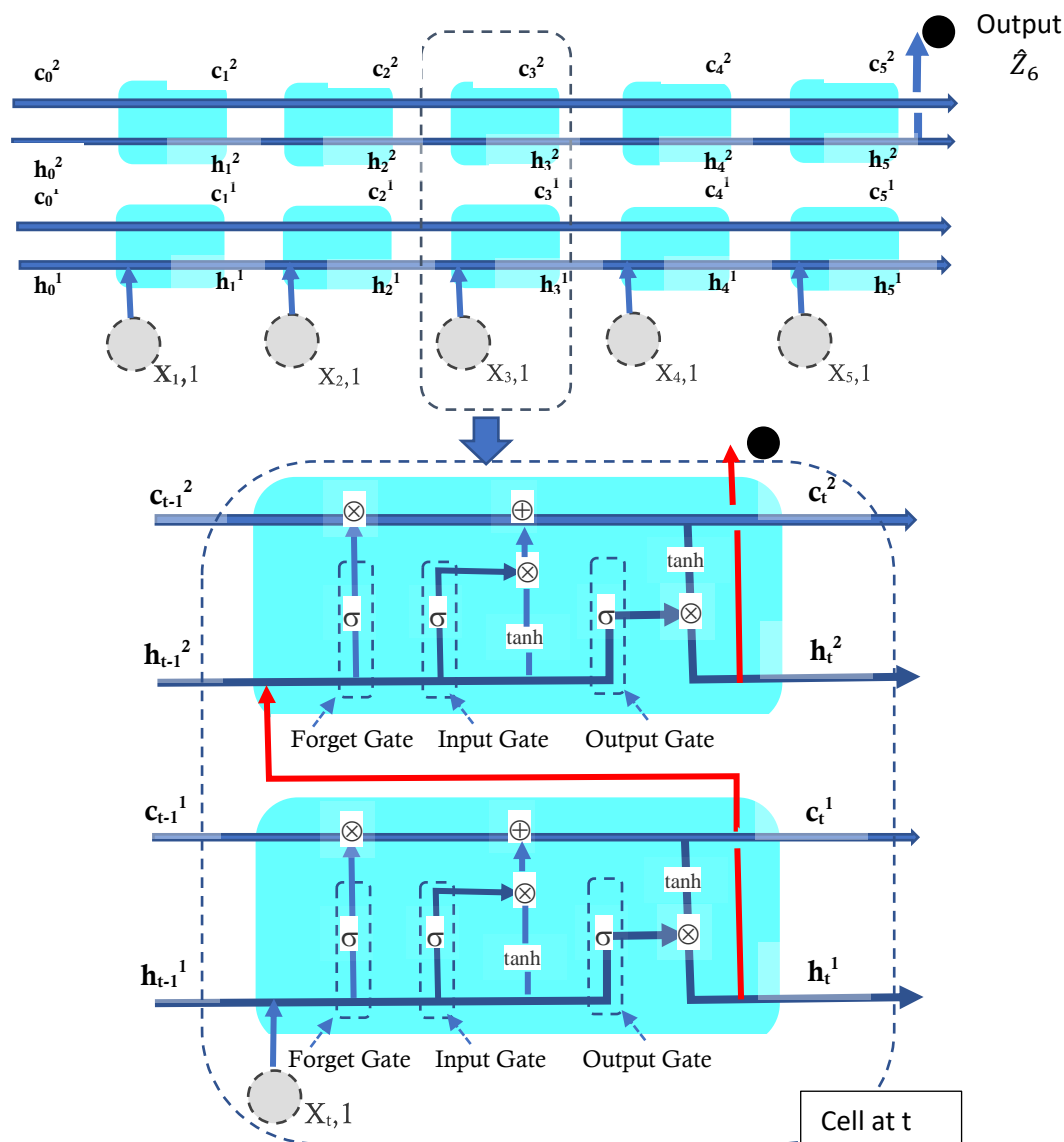 Output
Ẑ₆
c₀² c₁² c₂² c₃² c₄² c₅²
h₀² h₁² h₂² h₃² h₄² h₅²
c₀¹ c₁¹ c₂¹ c₃¹ c₄¹ c₅¹
h₀¹ h₁¹ h₂¹ h₃¹ h₄¹ h₅¹
X₁,1 X₂,1 X₃,1 X₄,1 X₅,1
cₜ₋₁² ⊗ ⊕ cₜ²
tanh
⊗
σ σ σ ⊗
tanh
hₜ₋₁² hₜ²
Forget Gate Input Gate Output Gate
cₜ₋₁¹ ⊗ ⊕ cₜ¹
tanh
⊗
σ σ σ ⊗
tanh
hₜ₋₁¹ hₜ¹
Forget Gate Input Gate Output Gate
Xₜ,1
Cell at t